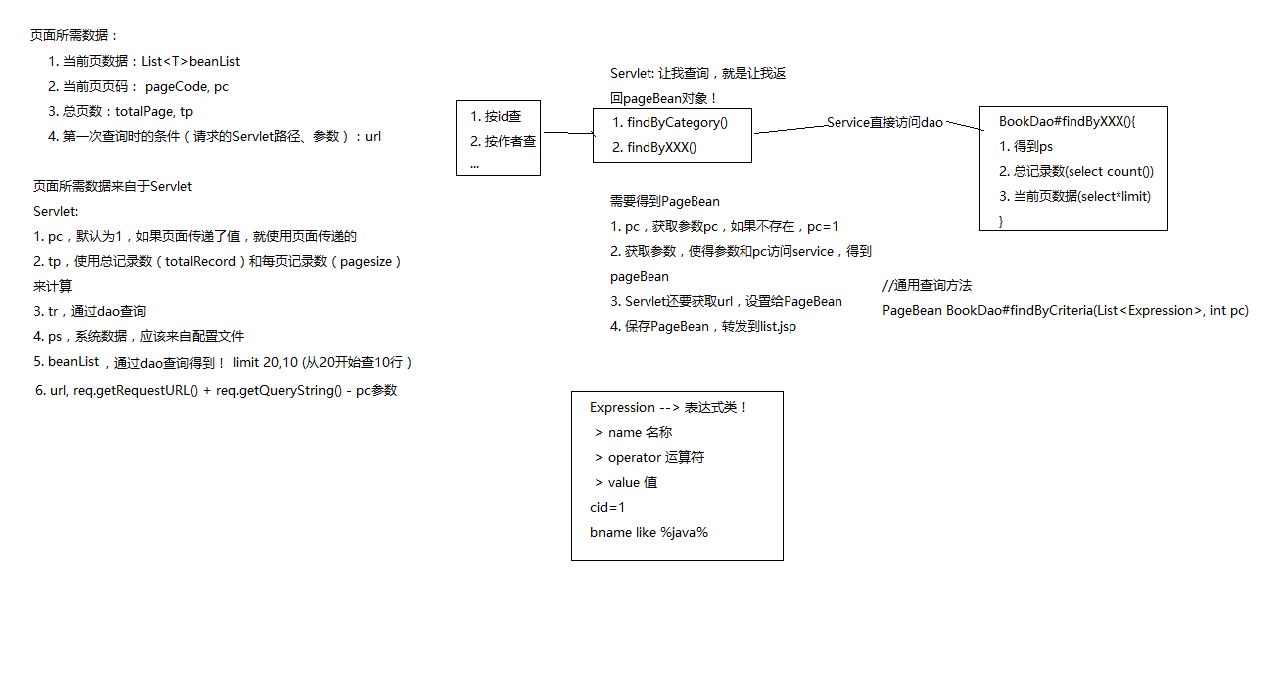 页面所需数据：
1. 当前页数据：List<T>beanList
2. 当前页页码： pageCode, pc
3. 总页数：totalPage, tp
4. 第一次查询时的条件（请求的Servlet路径、参数）：url
页面所需数据来自于Servlet
Servlet:
1. pc，默认为1，如果页面传递了值，就使用页面传递的
2. tp，使用总记录数（totalRecord）和每页记录数（pagesize）
来计算
3. tr，通过dao查询
4. ps，系统数据，应该来自配置文件
5. beanList，通过dao查询得到！ limit 20,10 (从20开始查10行）
6. url, req.getRequestURL() + req.getQueryString() - pc参数
1. 按id查
2. 按作者查
...
Servlet: 让我查询，就是让我返
回pageBean对象！
1. findByCategory()
2. findByXXX()
Service直接访问dao
BookDao#findByXXX(){
1. 得到ps
2. 总记录数(select count())
3. 当前页数据(select*limit)
}
需要得到PageBean
1. pc，获取参数pc，如果不存在，pc=1
2. 获取参数，使得参数和pc访问service，得到
pageBean
3. Servlet还要获取url，设置给PageBean
4. 保存PageBean，转发到list.jsp
//通用查询方法
PageBean BookDao#findByCriteria(List<Expression>, int pc)
Expression --> 表达式类！
> name 名称
> operator 运算符
> value 值
cid=1
bname like %java%